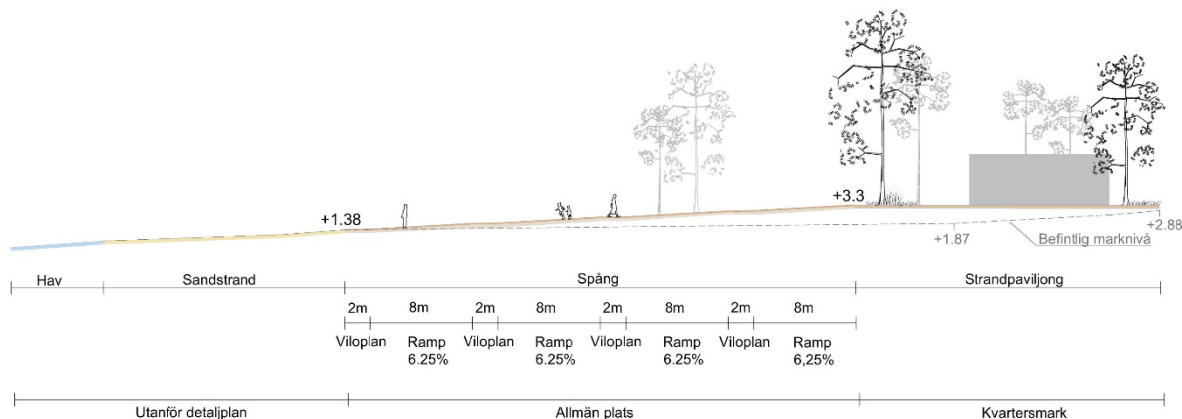 +1.38
+3.3
+1.87
+2.88
Befintlig marknivå
Hav
Sandstrand
Spång
Strandpaviljong
2m 8m 2m 8m 2m 8m 2m 8m
Viloplan Ramp Viloplan Ramp Viloplan Ramp Viloplan Ramp
6.25% 6.25% 6.25% 6,25%
Utanför detaljplan
Allmän plats
Kvartersmark